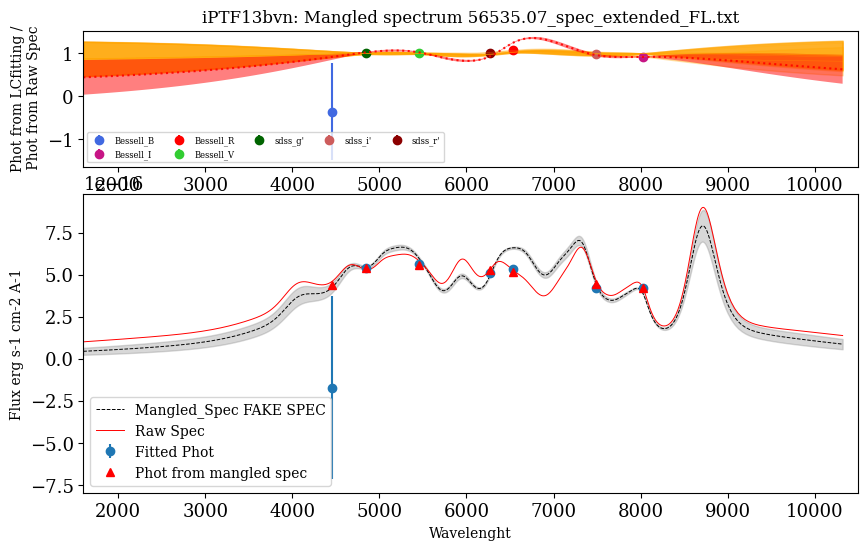 iPTF13bvn: Mangled spectrum 56535.07_spec_extended_FL.txt
Phot from LCfitting /
Phot from Raw Spec
1
0
−1
Bessell_B Bessell_R sdss_g' sdss_i' sdss_r'
Bessell_I Bessell_V
2000 3000 4000 5000 6000 7000 8000 9000 10000
1e−16
Flux erg s-1 cm-2 A-1
7.5
5.0
2.5
0.0
−2.5
−5.0
−7.5
Mangled_Spec FAKE SPEC
Raw Spec
Fitted Phot
Phot from mangled spec
2000 3000 4000 5000 6000 7000 8000 9000 10000
Wavelenght